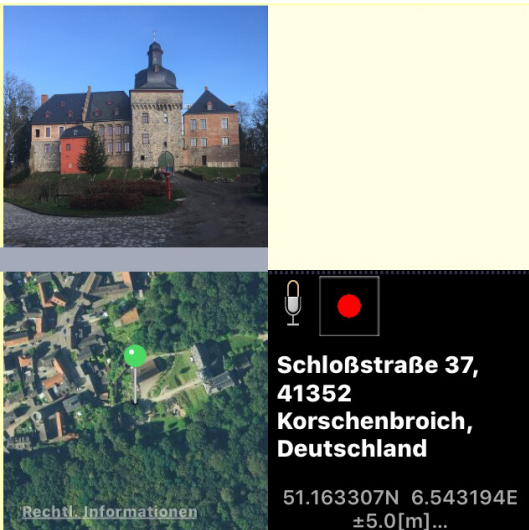 Rechtl. Informationen
Schloßstraße 37,
41352
Korschenbroich,
Deutschland
51.163307N 6.543194E
±5.0[m]...